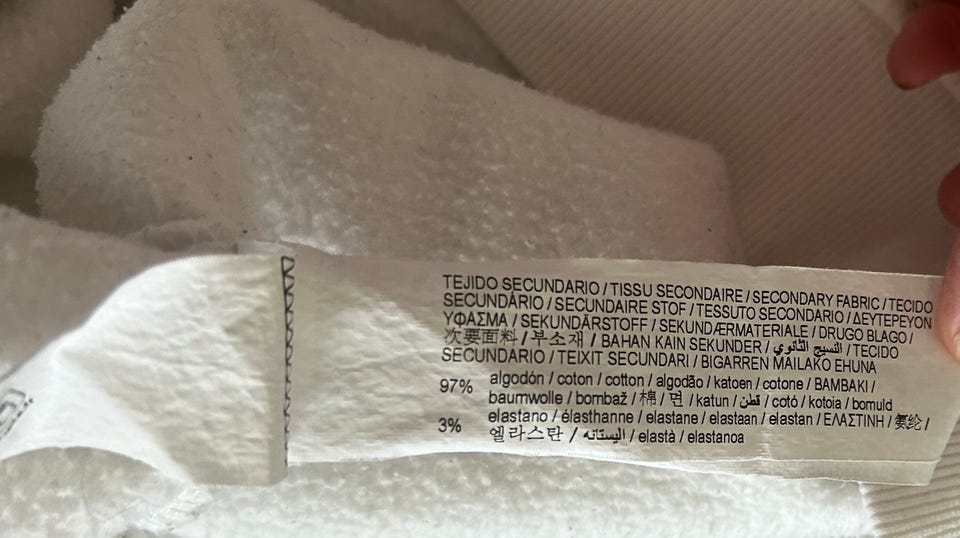 TEJIDO SECUNDARIO / TISSU SECONDAIRE / SECONDARY FABRIC / TECIDO
SECUNDÁRIO / SECUNDAIRE STOF / TESSUTO SECONDARIO / ΔΕΥΤΕΡΕΥΟΝ
ΥΦΑΣΜΑ / SEKUNDÄRSTOFF / SEKUNDÆRMATERIALE / DRUGO BLAGO /
次要面料 / 부소재 / BAHAN KAIN SEKUNDER / النسيج الثانوي / TECIDO
SECUNDARIO / TEIXIT SECUNDARI / BIGARREN MAILAKO EHUNA
97% algodón / coton / cotton / algodão / katoen / cotone / ΒΑΜΒΑΚΙ /
baumwolle / bombaž / 棉 / 면 / katun / قطن / cotó / kotoia / bomuld
3% elastano / élasthanne / elastane / elastaan / elastan / ΕΛΑΣΤΙΝΗ / 氨纶 /
엘라스탄 / اليستانه / elastà / elastanoa